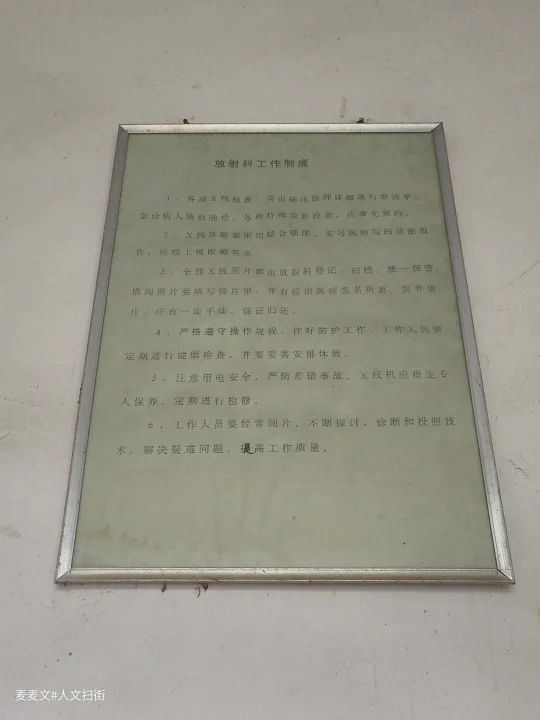 放射科工作制度
1、各项X线检查，须由临床医师详细填写申请单。
急诊病人随到随检。各种特殊造影检查，应事先预约。
2、X线诊断要密切结合临床。实习医师写的诊断报
告，应经上级医师签名
3、全部X线照片都由放射科登记、归档、统一保管。
借阅照片要填写借片单，并有经治医师签名负责。院外借
片，应有一定手续，保证归还。
4、严格遵守操作规程，作好防护工作。工作人员要
定期进行健康检查，并要妥善安排休假。
5、注意用电安全，严防差错事故。X线机应指定专
人保养，定期进行检修。
6、工作人员要经常阅片、不断探讨，诊断和投照技
术，解决疑难问题，提高工作质量。
麦麦文#人文扫街